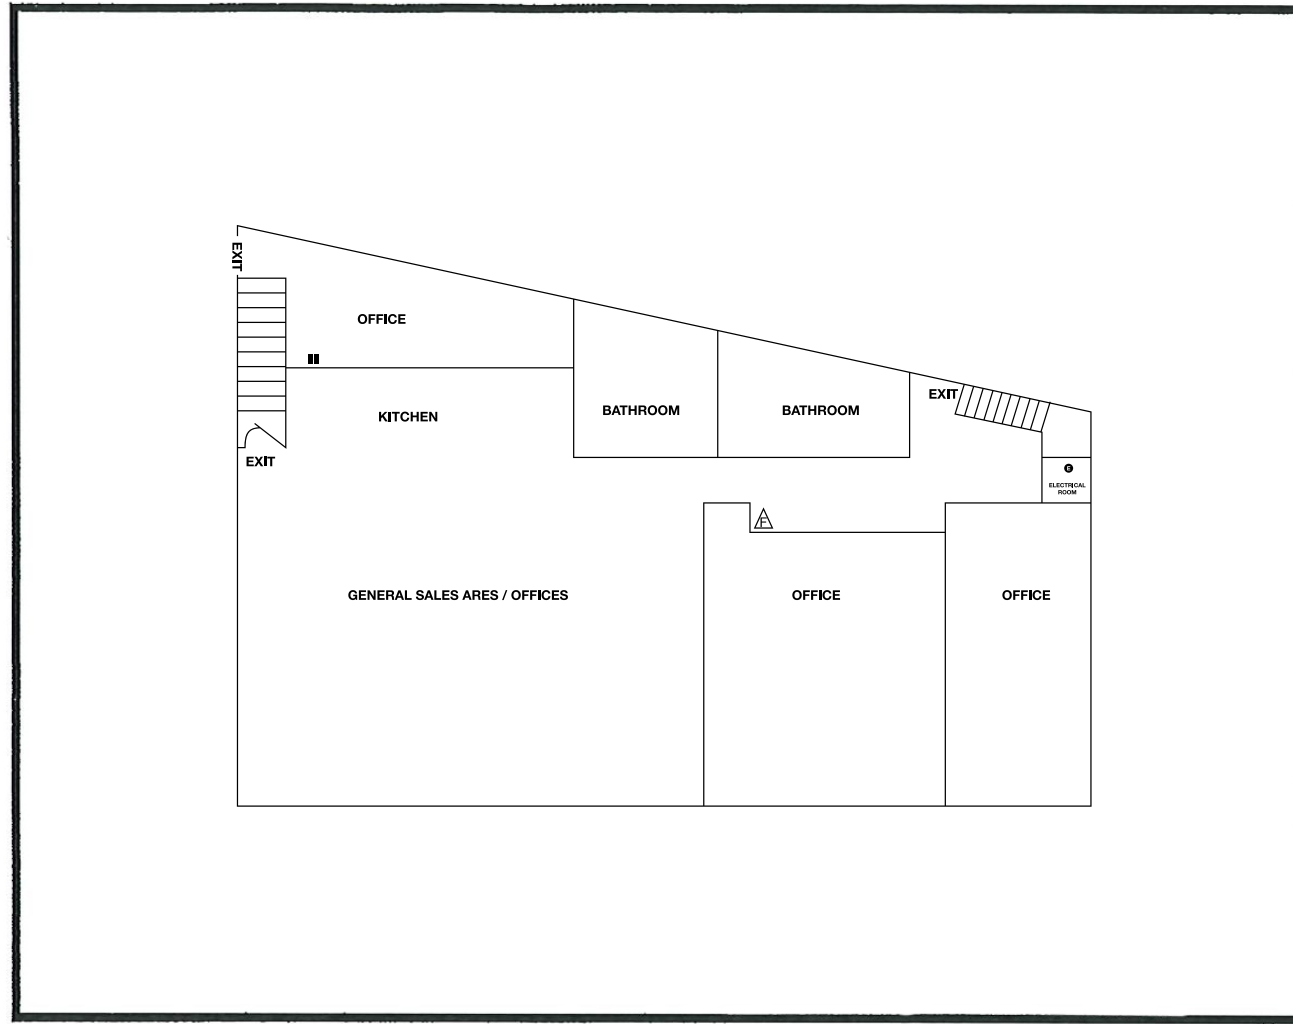 EXIT
OFFICE
KITCHEN
BATHROOM
BATHROOM
EXIT
EXIT
E
ELECTRICAL
ROOM
F
GENERAL SALES ARES / OFFICES
OFFICE
OFFICE